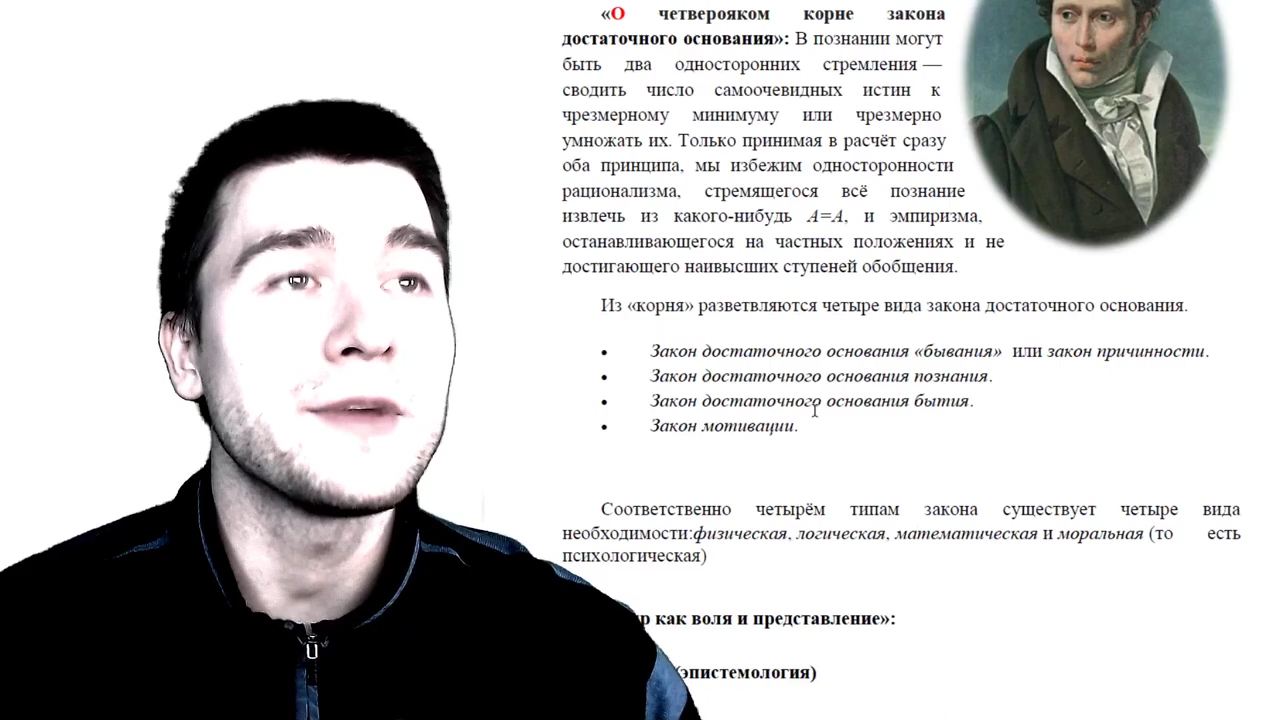 «О четверояком корне закона
достаточного основания»: В познании могут
быть два односторонних стремления —
сводить число самоочевидных истин к
чрезмерному минимуму или чрезмерно
умножать их. Только принимая в расчёт сразу
оба принципа, мы избежим односторонности
рационализма, стремящегося всё познание
извлечь из какого-нибудь А=А, и эмпиризма,
останавливающегося на частных положениях и не
достигающего наивысших ступеней обобщения.
Из «корня» разветвляются четыре вида закона достаточного основания.
• Закон достаточного основания «бывания» или закон причинности.
• Закон достаточного основания познания.
• Закон достаточного основания бытия.
• Закон мотивации.
Соответственно четырём типам закона существует четыре вида
необходимости:физическая, логическая, математическая и моральная (то есть
психологическая)
р как воля и представление»:
(эпистемология)